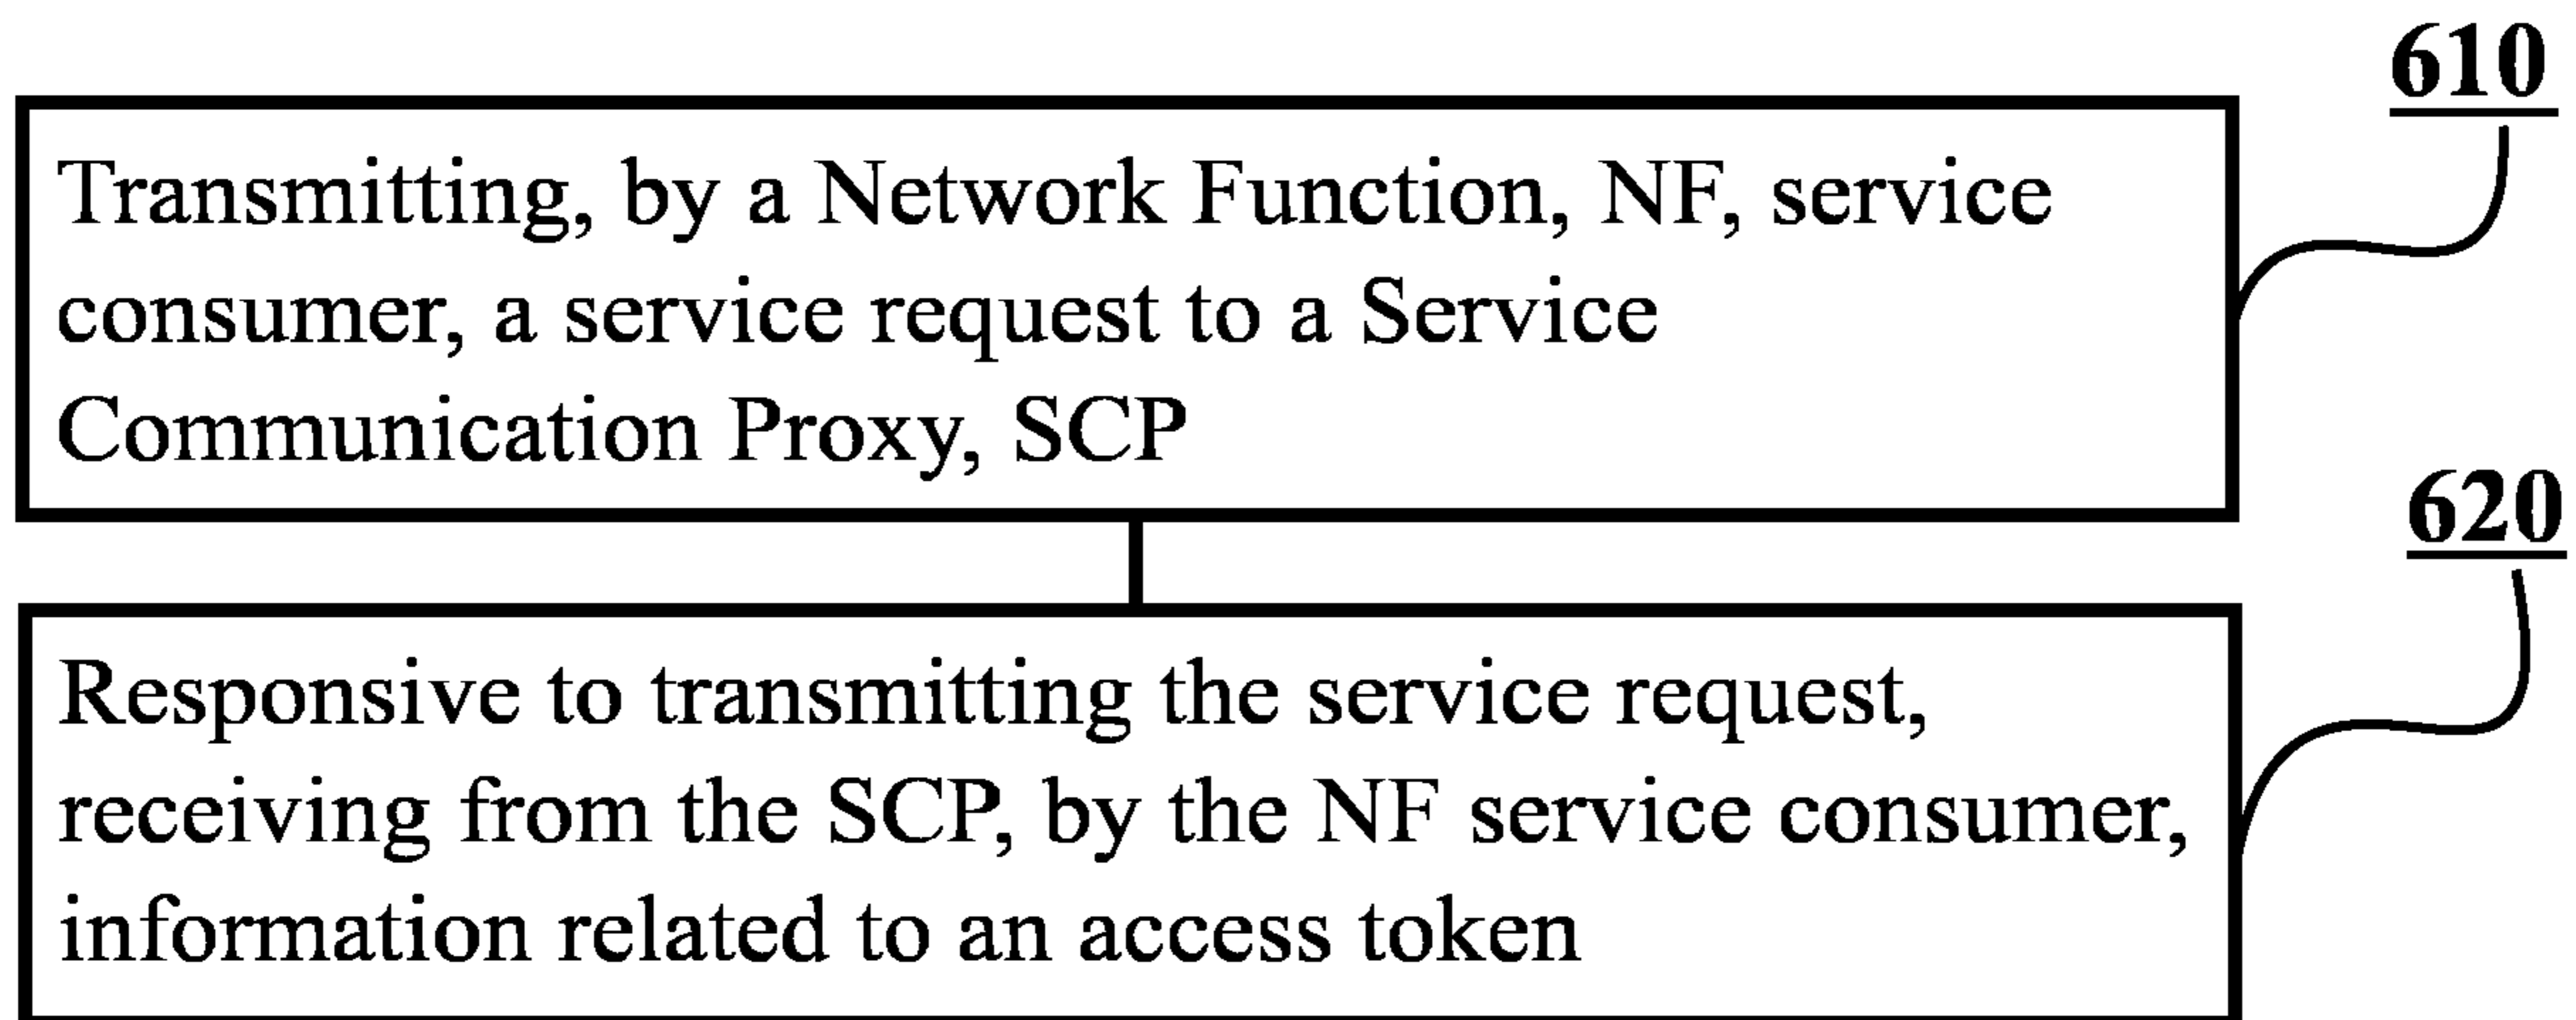 610
Transmitting, by a Network Function, NF, service
consumer, a service request to a Service
Communication Proxy, SCP
620
Responsive to transmitting the service request,
receiving from the SCP, by the NF service consumer,
information related to an access token